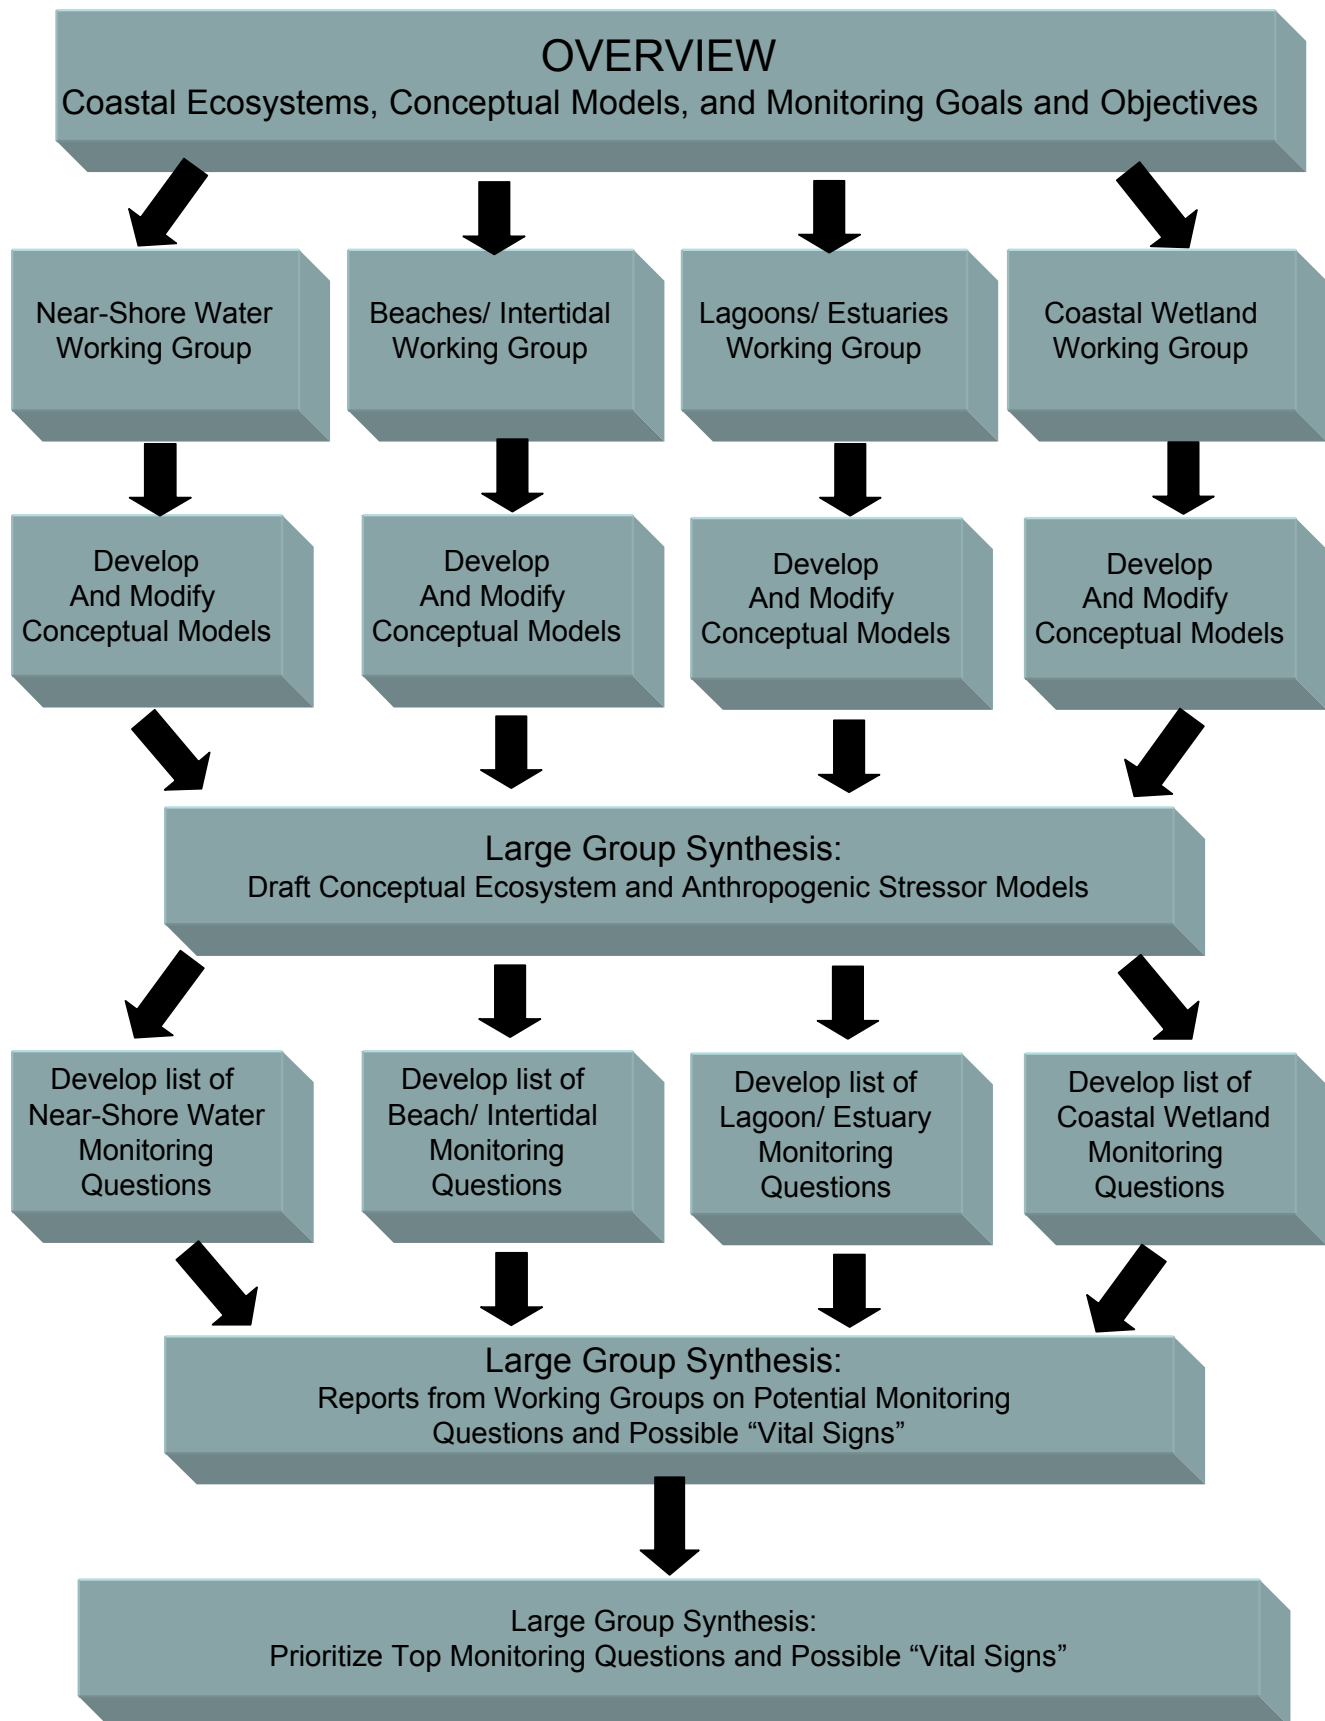 OVERVIEW
Coastal Ecosystems, Conceptual Models, and Monitoring Goals and Objectives
Near-Shore Water
Working Group
Beaches/ Intertidal
Working Group
Lagoons/ Estuaries
Working Group
Coastal Wetland
Working Group
Develop
And Modify
Conceptual Models
Develop
And Modify
Conceptual Models
Develop
And Modify
Conceptual Models
Develop
And Modify
Conceptual Models
Large Group Synthesis:
Draft Conceptual Ecosystem and Anthropogenic Stressor Models
Develop list of
Near-Shore Water
Monitoring
Questions
Develop list of
Beach/ Intertidal
Monitoring
Questions
Develop list of
Lagoon/ Estuary
Monitoring
Questions
Develop list of
Coastal Wetland
Monitoring
Questions
Large Group Synthesis:
Reports from Working Groups on Potential Monitoring
Questions and Possible “Vital Signs”
Large Group Synthesis:
Prioritize Top Monitoring Questions and Possible “Vital Signs”